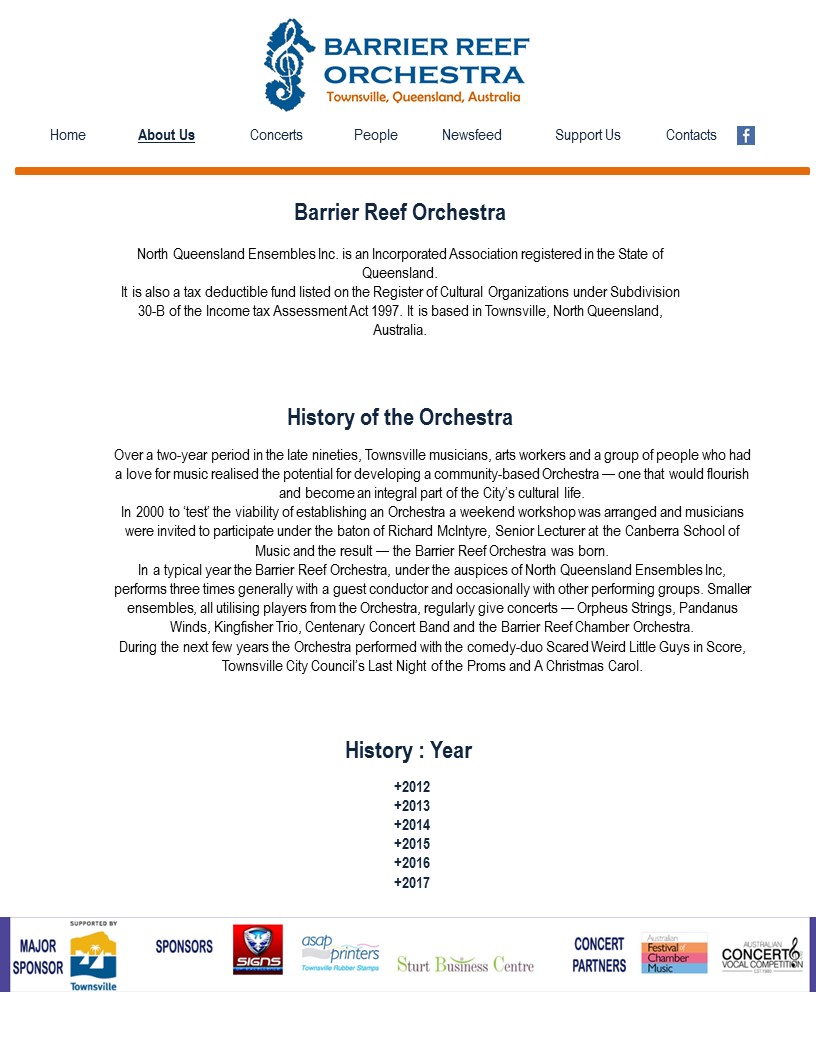 BARRIER REEF
ORCHESTRA
Townsville, Queensland, Australia
Home About Us Concerts People Newsfeed Support Us Contacts f
Barrier Reef Orchestra
North Queensland Ensembles Inc. is an Incorporated Association registered in the State of
Queensland.
It is also a tax deductible fund listed on the Register of Cultural Organizations under Subdivision
30-B of the Income tax Assessment Act 1997. It is based in Townsville, North Queensland,
Australia.
History of the Orchestra
Over a two-year period in the late nineties, Townsville musicians, arts workers and a group of people who had
a love for music realised the potential for developing a community-based Orchestra — one that would flourish
and become an integral part of the City’s cultural life.
In 2000 to ‘test’ the viability of establishing an Orchestra a weekend workshop was arranged and musicians
were invited to participate under the baton of Richard McIntyre, Senior Lecturer at the Canberra School of
Music and the result — the Barrier Reef Orchestra was born.
In a typical year the Barrier Reef Orchestra, under the auspices of North Queensland Ensembles Inc,
performs three times generally with a guest conductor and occasionally with other performing groups. Smaller
ensembles, all utilising players from the Orchestra, regularly give concerts — Orpheus Strings, Pandanus
Winds, Kingfisher Trio, Centenary Concert Band and the Barrier Reef Chamber Orchestra.
During the next few years the Orchestra performed with the comedy-duo Scared Weird Little Guys in Score,
Townsville City Council’s Last Night of the Proms and A Christmas Carol.
History : Year
+2012
+2013
+2014
+2015
+2016
+2017
MAJOR
SPONSOR
SUPPORTED BY
Townsville
SPONSORS
SIGNS
asap
printers
Townsville Rubber Stamps
Sturt Business Centre
CONCERT
PARTNERS
Australian
Festival of
Chamber
Music
AUSTRALIAN
CONCERTO
VOCAL COMPETITION